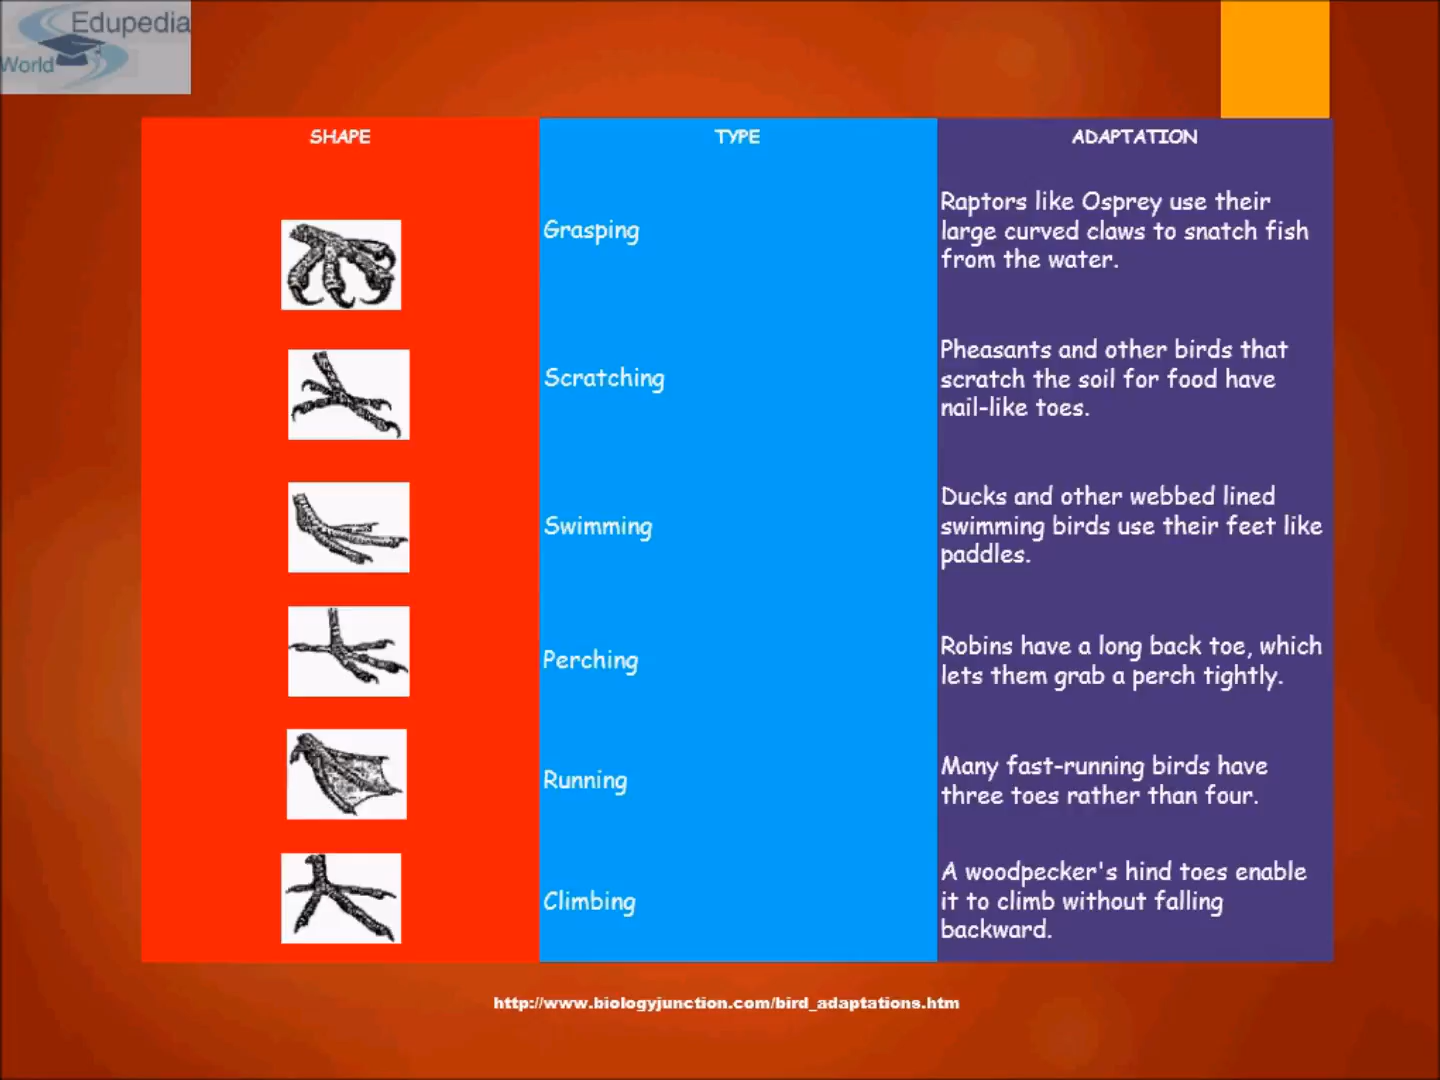 Edupedia
World
SHAPE
TYPE
ADAPTATION
Grasping
Raptors like Osprey use their
large curved claws to snatch fish
from the water.
Scratching
Pheasants and other birds that
scratch the soil for food have
nail-like toes.
Swimming
Ducks and other webbed lined
swimming birds use their feet like
paddles.
Perching
Robins have a long back toe, which
lets them grab a perch tightly.
Running
Many fast-running birds have
three toes rather than four.
Climbing
A woodpecker's hind toes enable
it to climb without falling
backward.
http://www.biologyjunction.com/bird_adaptations.htm